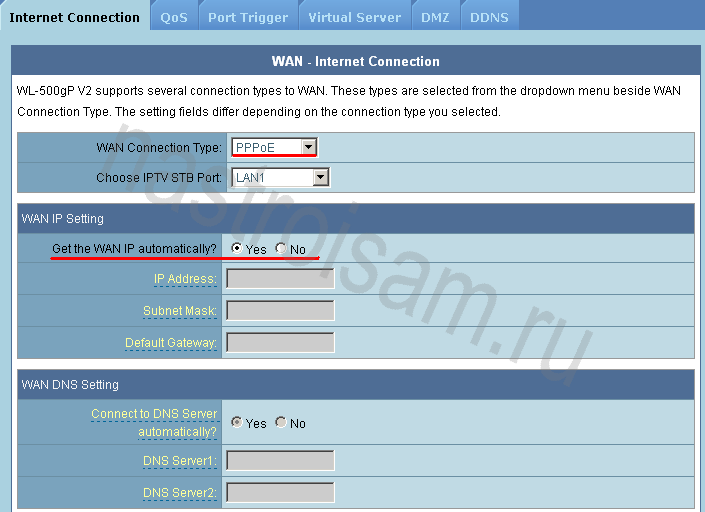 Internet Connection QoS Port Trigger Virtual Server DMZ DDNS
WAN - Internet Connection
WL-500gP V2 supports several connection types to WAN. These types are selected from the dropdown menu beside WAN
Connection Type. The setting fields differ depending on the connection type you selected.
WAN Connection Type: PPPoE
Choose IPTV STB Port: LAN1
WAN IP Setting
Get the WAN IP automatically? Yes No
IP Address:
Subnet Mask:
Default Gateway:
WAN DNS Setting
Connect to DNS Server
automatically? Yes No
DNS Server1:
DNS Server2:
nastroisam.ru